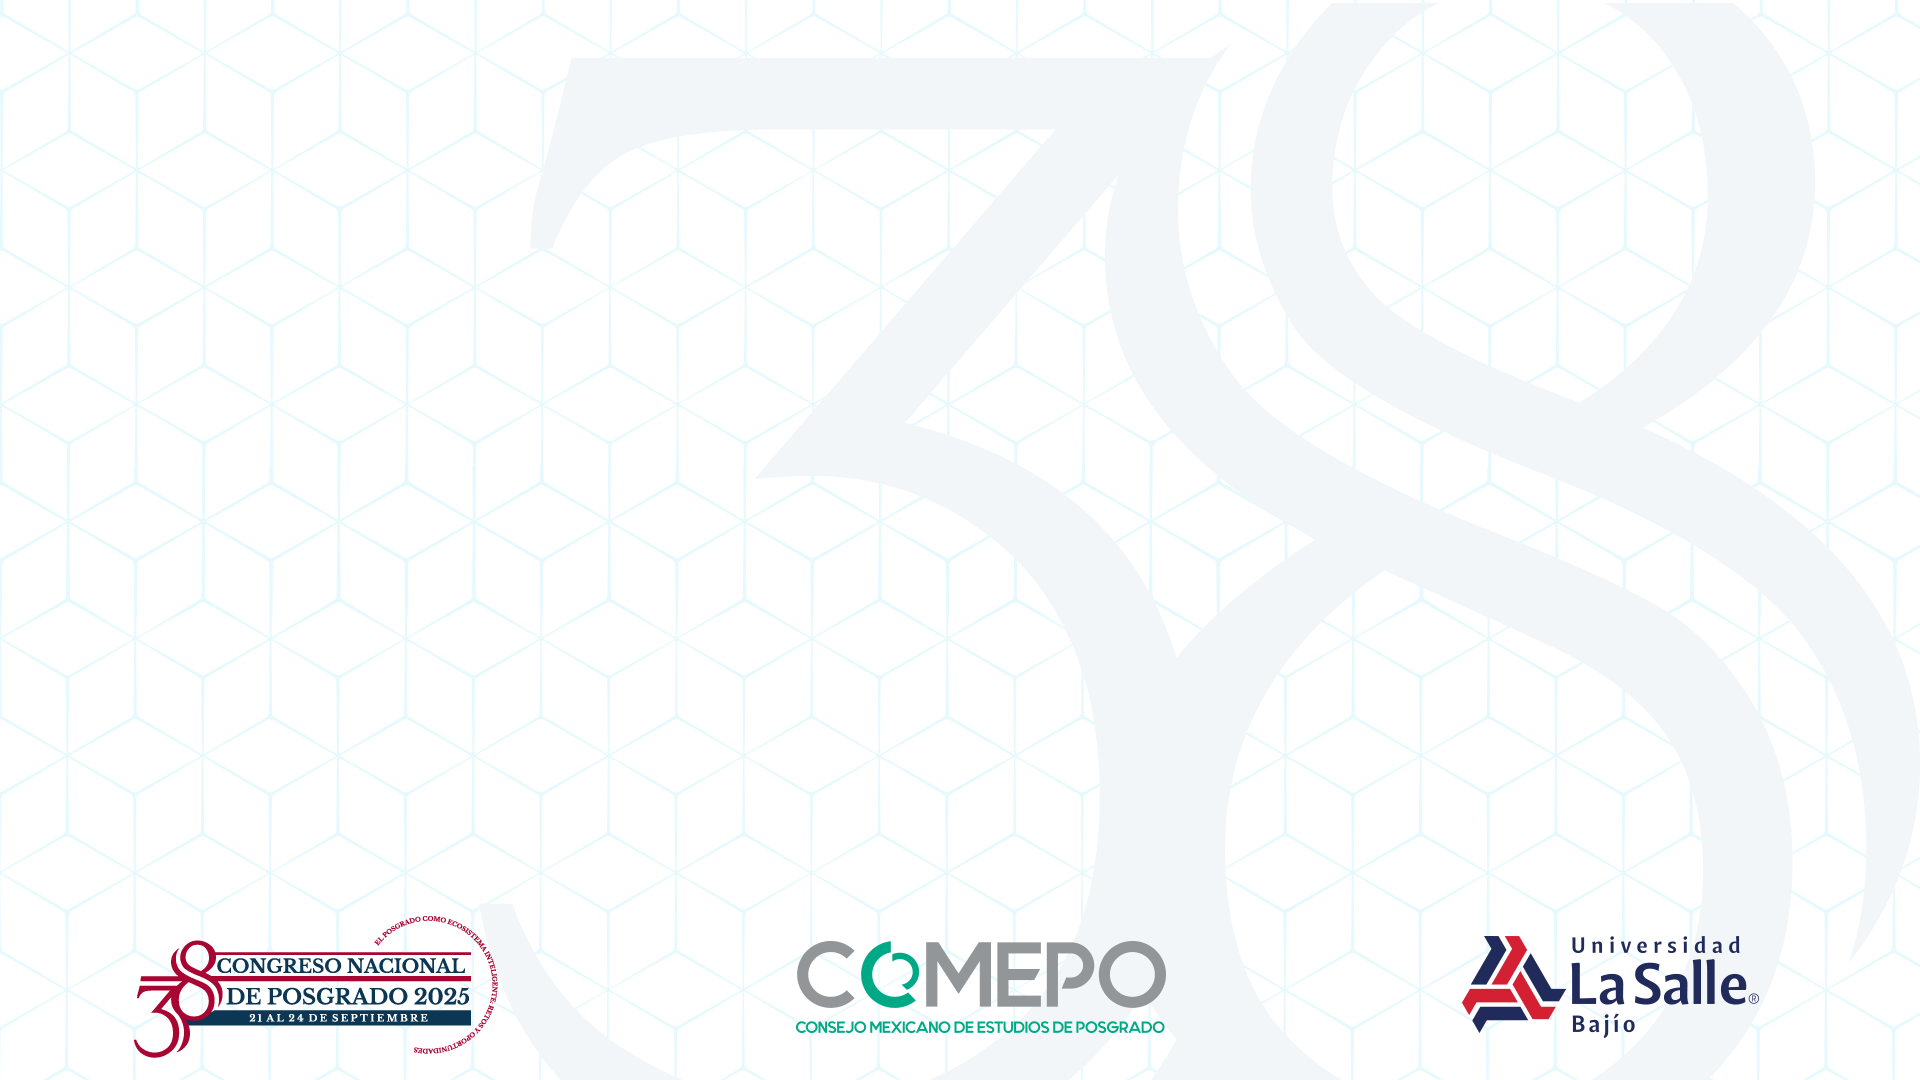 38
EL POSGRADO COMO ECOSISTEMA INTELIGENTE: RETOS Y OPORTUNIDADES
38
CONGRESO NACIONAL
DE POSGRADO 2025
21 AL 24 DE SEPTIEMBRE
COMEPO
CONSEJO MEXICANO DE ESTUDIOS DE POSGRADO
Universidad
La Salle®
Bajío